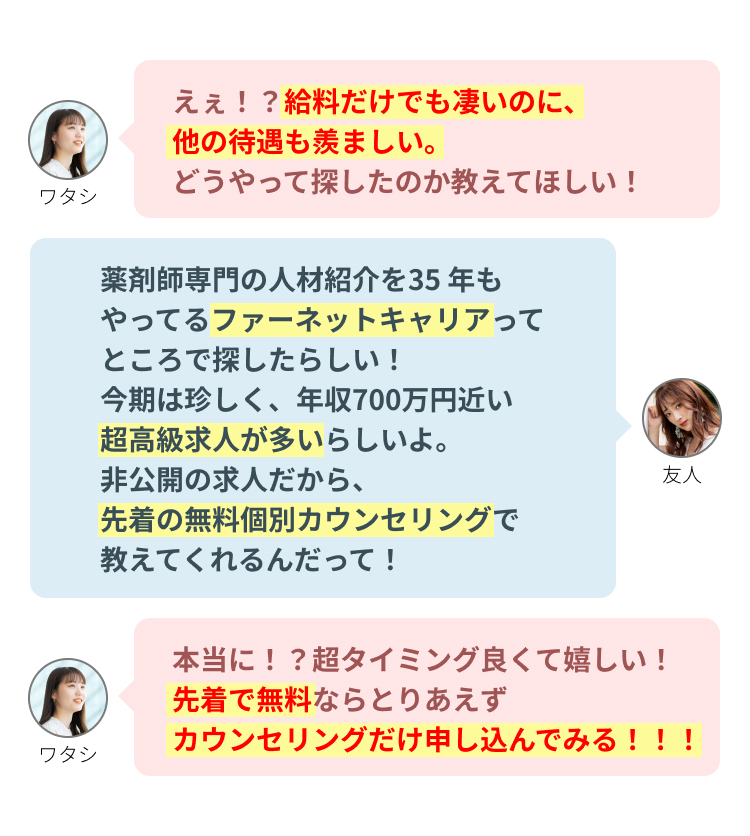 えぇ！？給料だけでも凄いのに、
他の待遇も羨ましい。
どうやって探したのか教えてほしい！
ワタシ
薬剤師専門の人材紹介を35 年も
やってるファーネットキャリアって
ところで探したらしい！
今期は珍しく、年収700万円近い
超高級求人が多いらしいよ。
非公開の求人だから、
先着の無料個別カウンセリングで
教えてくれるんだって！
友人
本当に！？超タイミング良くて嬉しい！
先着で無料ならとりあえず
カウンセリングだけ申し込んでみる！！！
ワタシ